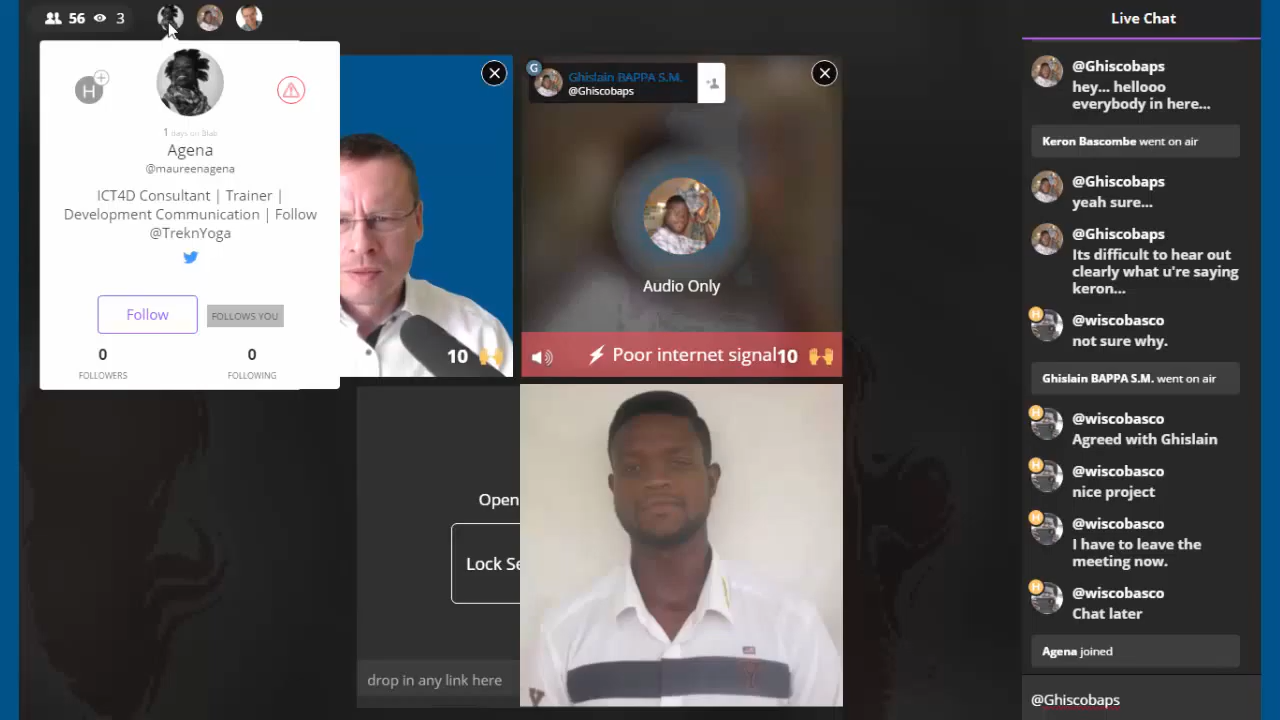 56 3
H
1 days on Blab
Agena
@maureenagena
ICT4D Consultant | Trainer |
Development Communication | Follow
@TreknYoga
Follow
FOLLOWS YOU
0
0
FOLLOWERS
FOLLOWING
10
G
Ghislain BAPPA S.M.
@Ghiscobaps
Audio Only
Poor internet signal 10
Open
Lock Se
drop in any link here
Live Chat
@Ghiscobaps
hey... hellooo
everybody in here...
Keron Bascombe went on air
@Ghiscobaps
yeah sure...
@Ghiscobaps
Its difficult to hear out
clearly what u're saying
keron...
H
@wiscobasco
not sure why.
Ghislain BAPPA S.M. went on air
H
@wiscobasco
Agreed with Ghislain
H
@wiscobasco
nice project
H
@wiscobasco
I have to leave the
meeting now.
H
@wiscobasco
Chat later
Agena joined
@Ghiscobaps